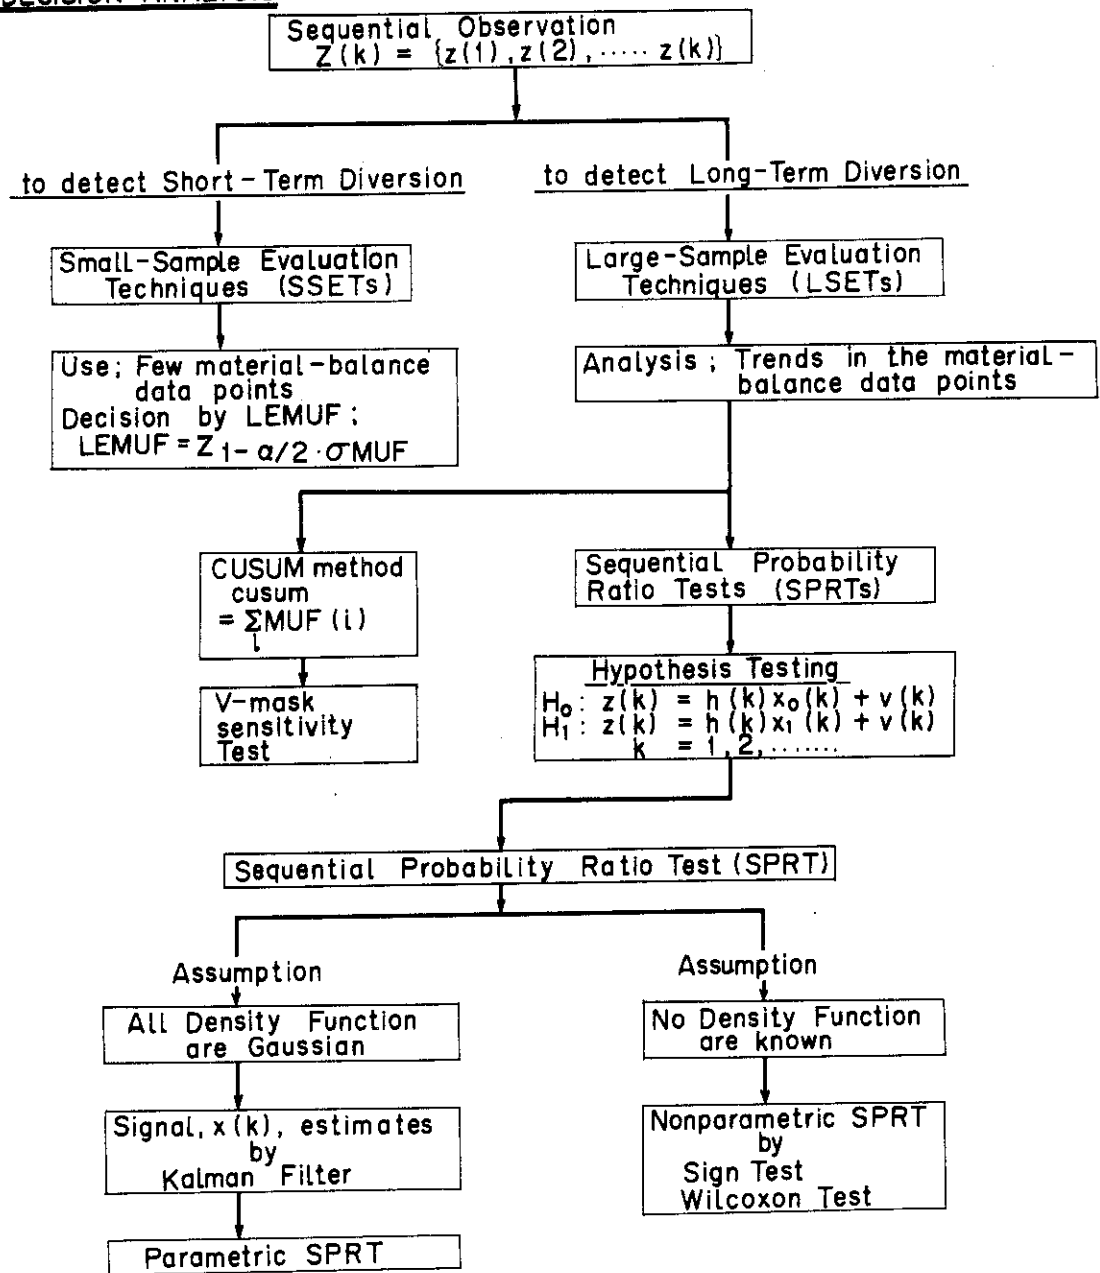 DECISION ANALYSIS
Sequential Observation
Z(k) = {z(1), z(2), ····· z(k)}
to detect Short-Term Diversion
to detect Long-Term Diversion
Small-Sample Evaluation
Techniques (SSETs)
Large-Sample Evaluation
Techniques (LSETs)
Use; Few material-balance
data points
Decision by LEMUF;
LEMUF = Z 1-α/2 · σMUF
Analysis; Trends in the material-
balance data points
CUSUM method
cusum
= Σ MUF (i)
i
Sequential Probability
Ratio Tests (SPRTs)
V-mask
sensitivity
Test
Hypothesis Testing
H₀: z(k) = h(k)x₀(k) + v(k)
H₁: z(k) = h(k)x₁(k) + v(k)
k = 1, 2, .......
Sequential Probability Ratio Test (SPRT)
Assumption
All Density Function
are Gaussian
Signal, x(k), estimates
by
Kalman Filter
Parametric SPRT
Assumption
No Density Function
are known
Nonparametric SPRT
by
Sign Test
Wilcoxon Test